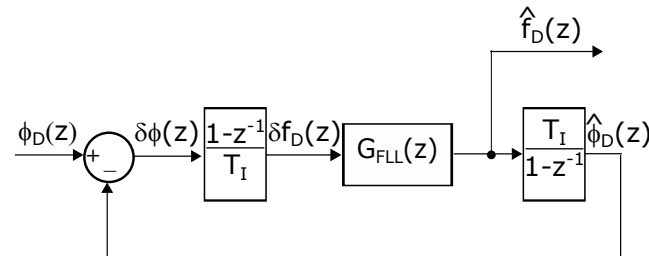 f̂D(z)
ϕD(z)
+
−
δϕ(z)
1-z⁻¹
TI
δfD(z)
GFLL(z)
TI
1-z⁻¹
ϕ̂D(z)